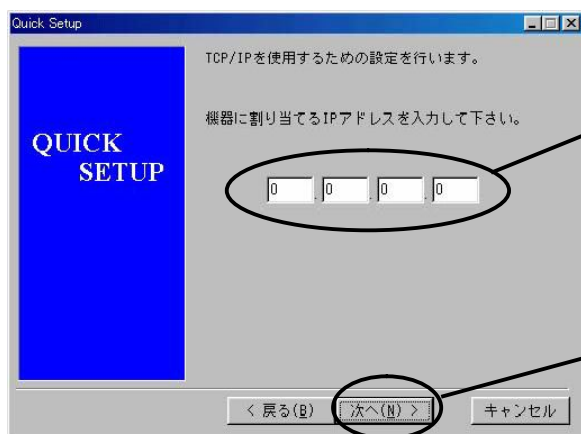 Quick Setup
TCP/IPを使用するための設定を行います。
機器に割り当てるIPアドレスを入力して下さい。
QUICK
SETUP
0 . 0 . 0 . 0
< 戻る(B) 次へ(N) > キャンセル